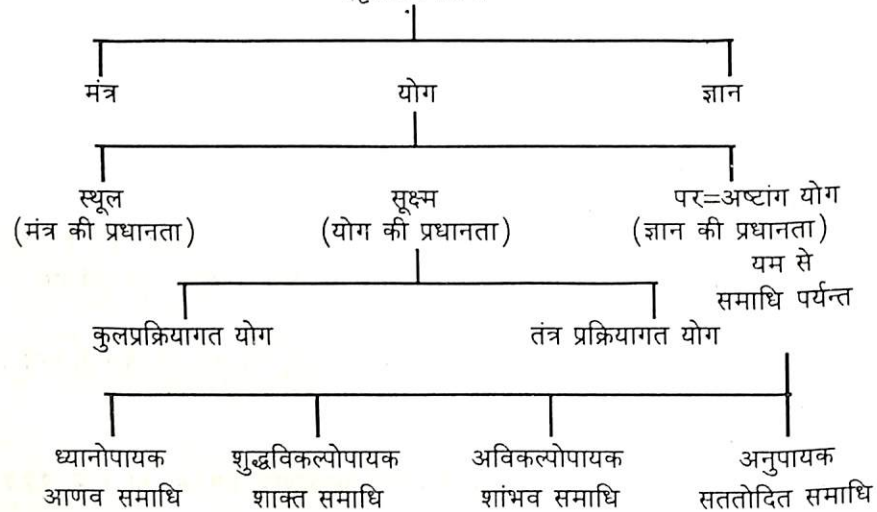 मंत्र योग ज्ञान
स्थूल सूक्ष्म पर=अष्टांग योग
(मंत्र की प्रधानता) (योग की प्रधानता) (ज्ञान की प्रधानता)
यम से
समाधि पर्यन्त
कुलप्रक्रियागत योग तंत्र प्रक्रियागत योग
ध्यानोपायक शुद्धविकल्पोपायक अविकल्पोपायक अनुपायक
आणव समाधि शाक्त समाधि शांभव समाधि सततोदित समाधि